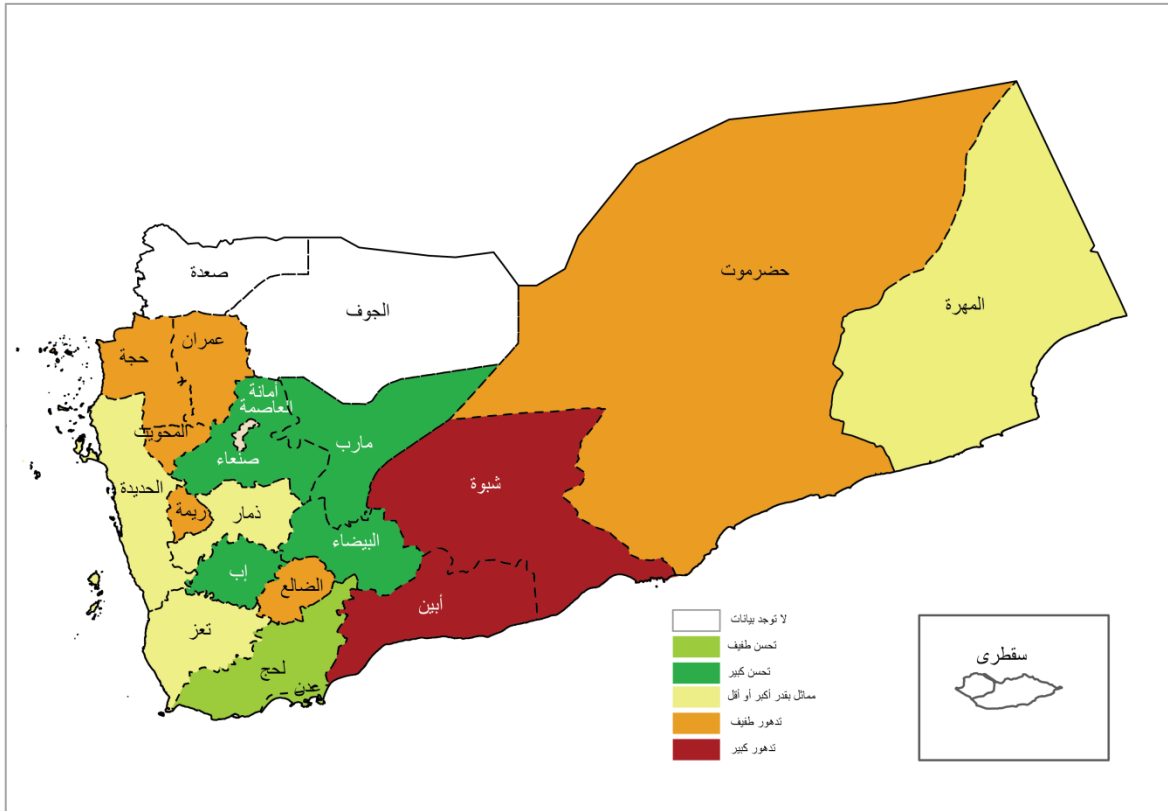 صعدة
الجوف
حضرموت
المهرة
حجة
عمران
أمانة
العاصمة
المحويت
صنعاء
مارب
شبوة
الحديدة
ريمة
ذمار
البيضاء
إب
الضالع
أبين
تعز
لحج
عدن
لا توجد بيانات
تحسن طفيف
تحسن كبير
مماثل بقدر أكبر أو أقل
تدهور طفيف
تدهور كبير
سقطرى